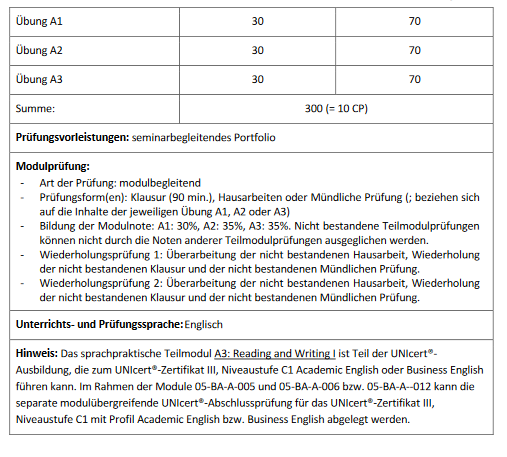 Übung A1 30 70
Übung A2 30 70
Übung A3 30 70
Summe: 300 (= 10 CP)
Prüfungsvorleistungen: seminarbegleitendes Portfolio
Modulprüfung:
- Art der Prüfung: modulbegleitend
- Prüfungsform(en): Klausur (90 min.), Hausarbeiten oder Mündliche Prüfung (; beziehen sich
auf die Inhalte der jeweiligen Übung A1, A2 oder A3)
- Bildung der Modulnote: A1: 30%, A2: 35%, A3: 35%. Nicht bestandene Teilmodulprüfungen
können nicht durch die Noten anderer Teilmodulprüfungen ausgeglichen werden.
- Wiederholungsprüfung 1: Überarbeitung der nicht bestandenen Hausarbeit, Wiederholung
der nicht bestandenen Klausur und der nicht bestandenen Mündlichen Prüfung.
- Wiederholungsprüfung 2: Überarbeitung der nicht bestandenen Hausarbeit, Wiederholung
der nicht bestandenen Klausur und der nicht bestandenen Mündlichen Prüfung.
Unterrichts- und Prüfungssprache: Englisch
Hinweis: Das sprachpraktische Teilmodul A3: Reading and Writing I ist Teil der UNIcert®-
Ausbildung, die zum UNIcert®-Zertifikat III, Niveaustufe C1 Academic English oder Business English
führen kann. Im Rahmen der Module 05-BA-A-005 und 05-BA-A-006 bzw. 05-BA-A--012 kann die
separate modulübergreifende UNIcert®-Abschlussprüfung für das UNIcert®-Zertifikat III,
Niveaustufe C1 mit Profil Academic English bzw. Business English abgelegt werden.